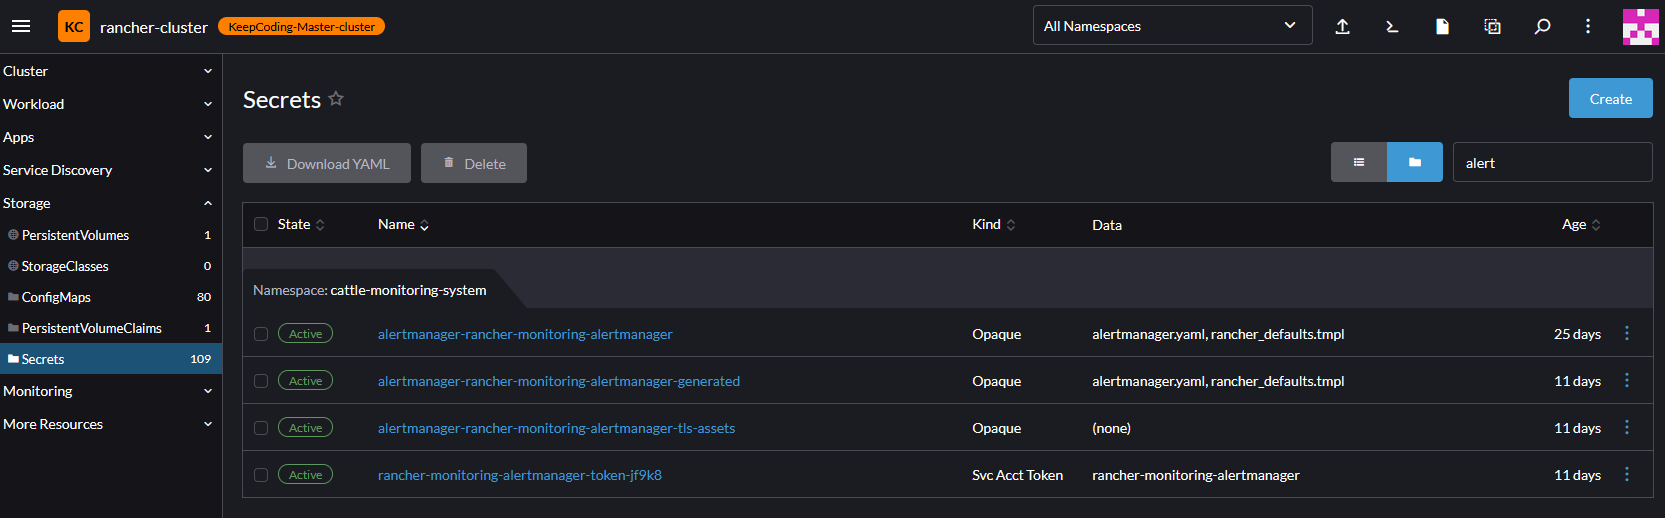 KC rancher-cluster KeepCoding-Master-cluster All Namespaces
Cluster
Workload
Apps
Service Discovery
Storage
PersistentVolumes 1
StorageClasses 0
ConfigMaps 80
PersistentVolumeClaims 1
Secrets 109
Monitoring
More Resources
Secrets
Create
Download YAML Delete alert
State Name Kind Data Age
Namespace: cattle-monitoring-system
Active alertmanager-rancher-monitoring-alertmanager Opaque alertmanager.yaml, rancher_defaults.tmpl 25 days
Active alertmanager-rancher-monitoring-alertmanager-generated Opaque alertmanager.yaml, rancher_defaults.tmpl 11 days
Active alertmanager-rancher-monitoring-alertmanager-tls-assets Opaque (none) 11 days
Active rancher-monitoring-alertmanager-token-jf9k8 Svc Acct Token rancher-monitoring-alertmanager 11 days